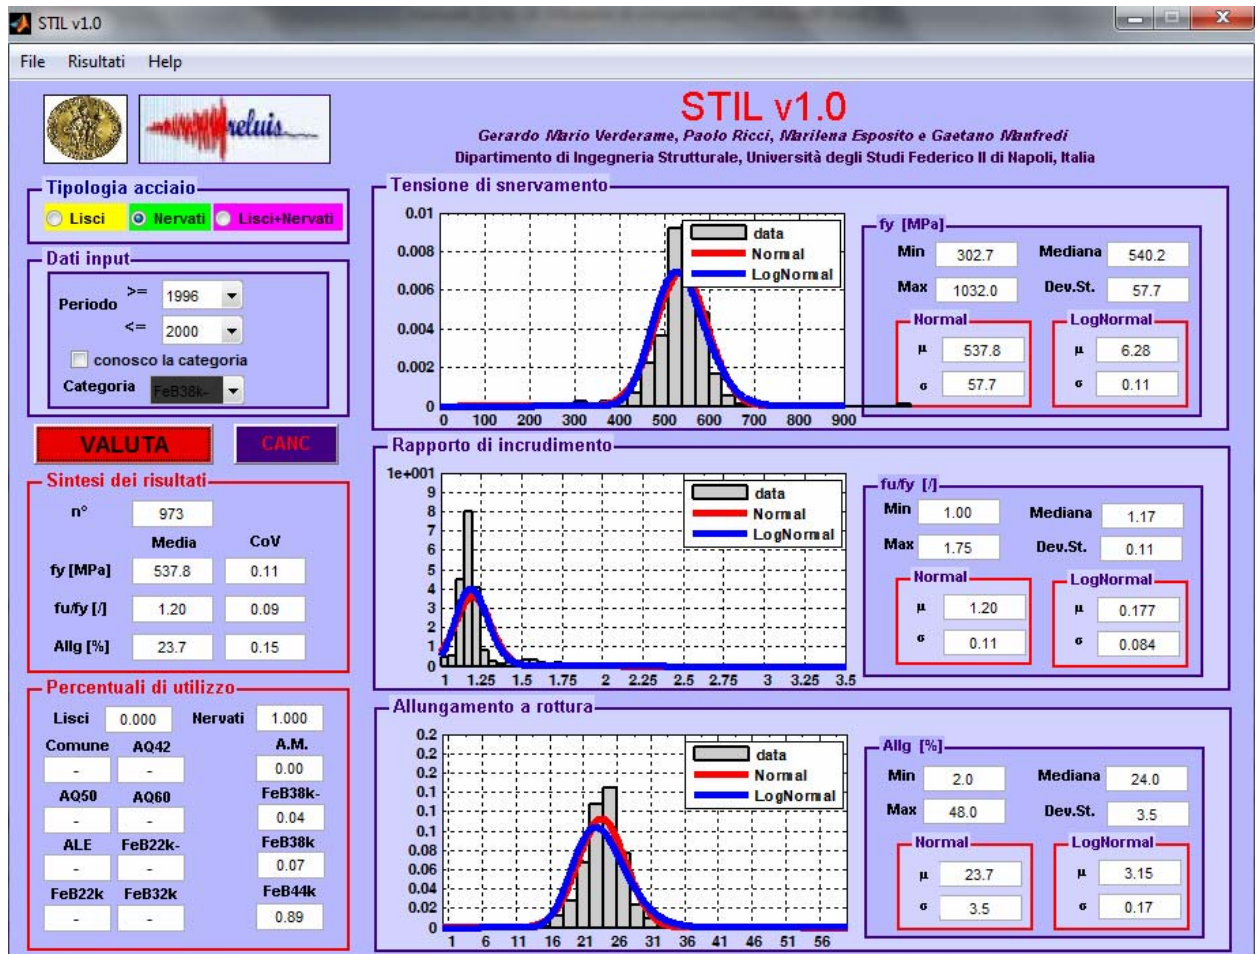 STIL v1.0
File Risultati Help
reluis
STIL v1.0
Gerardo Mario Verderame, Paolo Ricci, Marilena Esposito e Gaetano Manfredi
Dipartimento di Ingegneria Strutturale, Università degli Studi Federico II di Napoli, Italia
Tipologia acciaio
Lisci Nervati Lisci+Nervati
Dati input
Periodo >= 1996
<= 2000
conosco la categoria
Categoria FeB38k-
VALUTA CANC
Sintesi dei risultati
n° 973
Media CoV
fy [MPa] 537.8 0.11
fu/fy [/] 1.20 0.09
Allg [%] 23.7 0.15
Percentuali di utilizzo
Lisci 0.000 Nervati 1.000
Comune AQ42 A.M.
- - 0.00
AQ50 AQ60 FeB38k-
- - 0.04
ALE FeB22k- FeB38k
- - 0.07
FeB22k FeB32k FeB44k
- - 0.89
Tensione di snervamento
0.01
0.008
0.006
0.004
0.002
0
0 100 200 300 400 500 600 700 800 900
data
Normal
LogNormal
fy [MPa]
Min 302.7 Mediana 540.2
Max 1032.0 Dev.St. 57.7
Normal LogNormal
μ 537.8 μ 6.28
σ 57.7 σ 0.11
Rapporto di incrudimento
1e+001
9
8
7
6
5
4
3
2
1
0
1 1.25 1.5 1.75 2 2.25 2.5 2.75 3 3.25 3.5
data
Normal
LogNormal
fu/fy [/]
Min 1.00 Mediana 1.17
Max 1.75 Dev.St. 0.11
Normal LogNormal
μ 1.20 μ 0.177
σ 0.11 σ 0.084
Allungamento a rottura
0.2
0.2
0.2
0.1
0.1
0.1
0.08
0.06
0.04
0.02
0
1 6 11 16 21 26 31 36 41 46 51 56
data
Normal
LogNormal
Allg [%]
Min 2.0 Mediana 24.0
Max 48.0 Dev.St. 3.5
Normal LogNormal
μ 23.7 μ 3.15
σ 3.5 σ 0.17